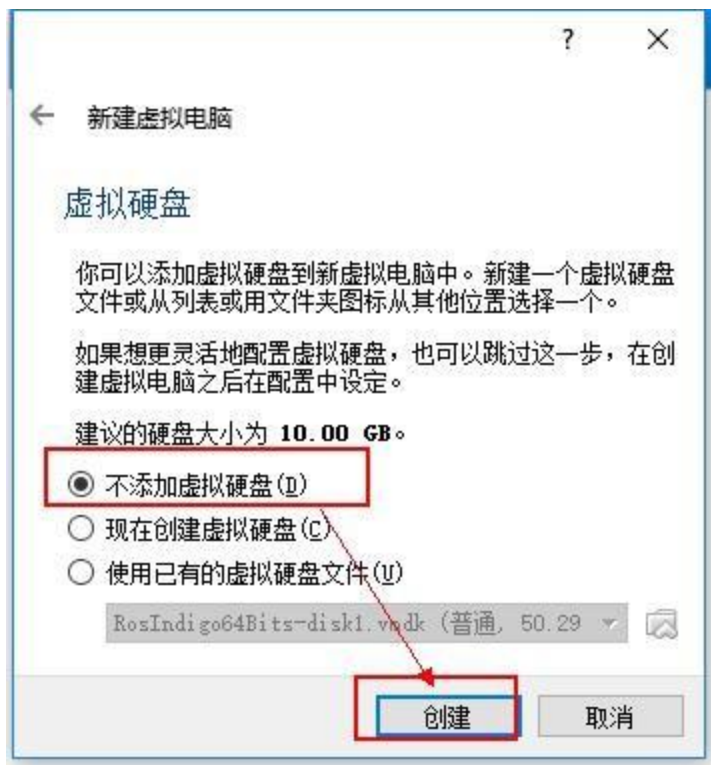 ?
新建虚拟电脑
虚拟硬盘
你可以添加虚拟硬盘到新虚拟电脑中。新建一个虚拟硬盘
文件或从列表或用文件夹图标从其他位置选择一个。
如果想更灵活地配置虚拟硬盘，也可以跳过这一步，在创
建虚拟电脑之后在配置中设定。
建议的硬盘大小为 10.00 GB。
不添加虚拟硬盘(D)
现在创建虚拟硬盘(C)
使用已有的虚拟硬盘文件(U)
RosIndigo64Bits-disk1.vmdk (普通, 50.29
创建 取消